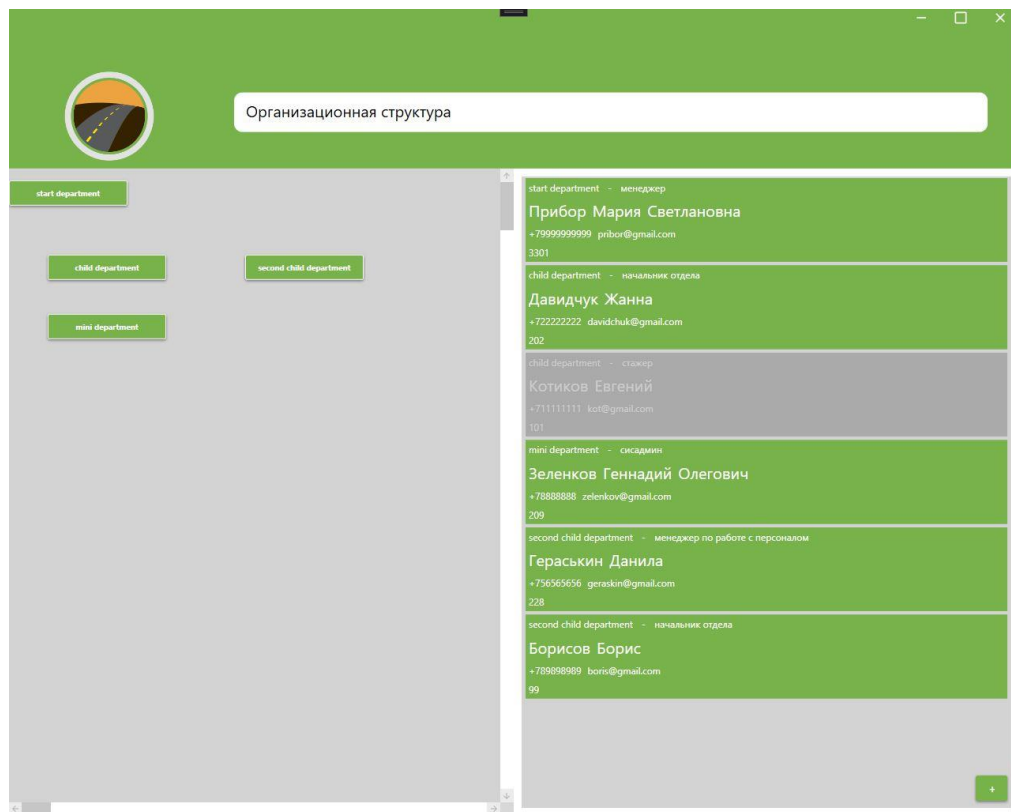 Организационная структура
start department
child department
second child department
mini department
start department - менеджер
Прибор Мария Светлановна
+79999999999 pribor@gmail.com
3301
child department - начальник отдела
Давидчук Жанна
+722222222 davidchuk@gmail.com
202
child department - стажер
Котиков Евгений
+711111111 kot@gmail.com
101
mini department - сисадмин
Зеленков Геннадий Олегович
+78888888 zelenkov@gmail.com
209
second child department - менеджер по работе с персоналом
Гераськин Данила
+756565656 geraskin@gmail.com
228
second child department - начальник отдела
Борисов Борис
+789898989 boris@gmail.com
99
+